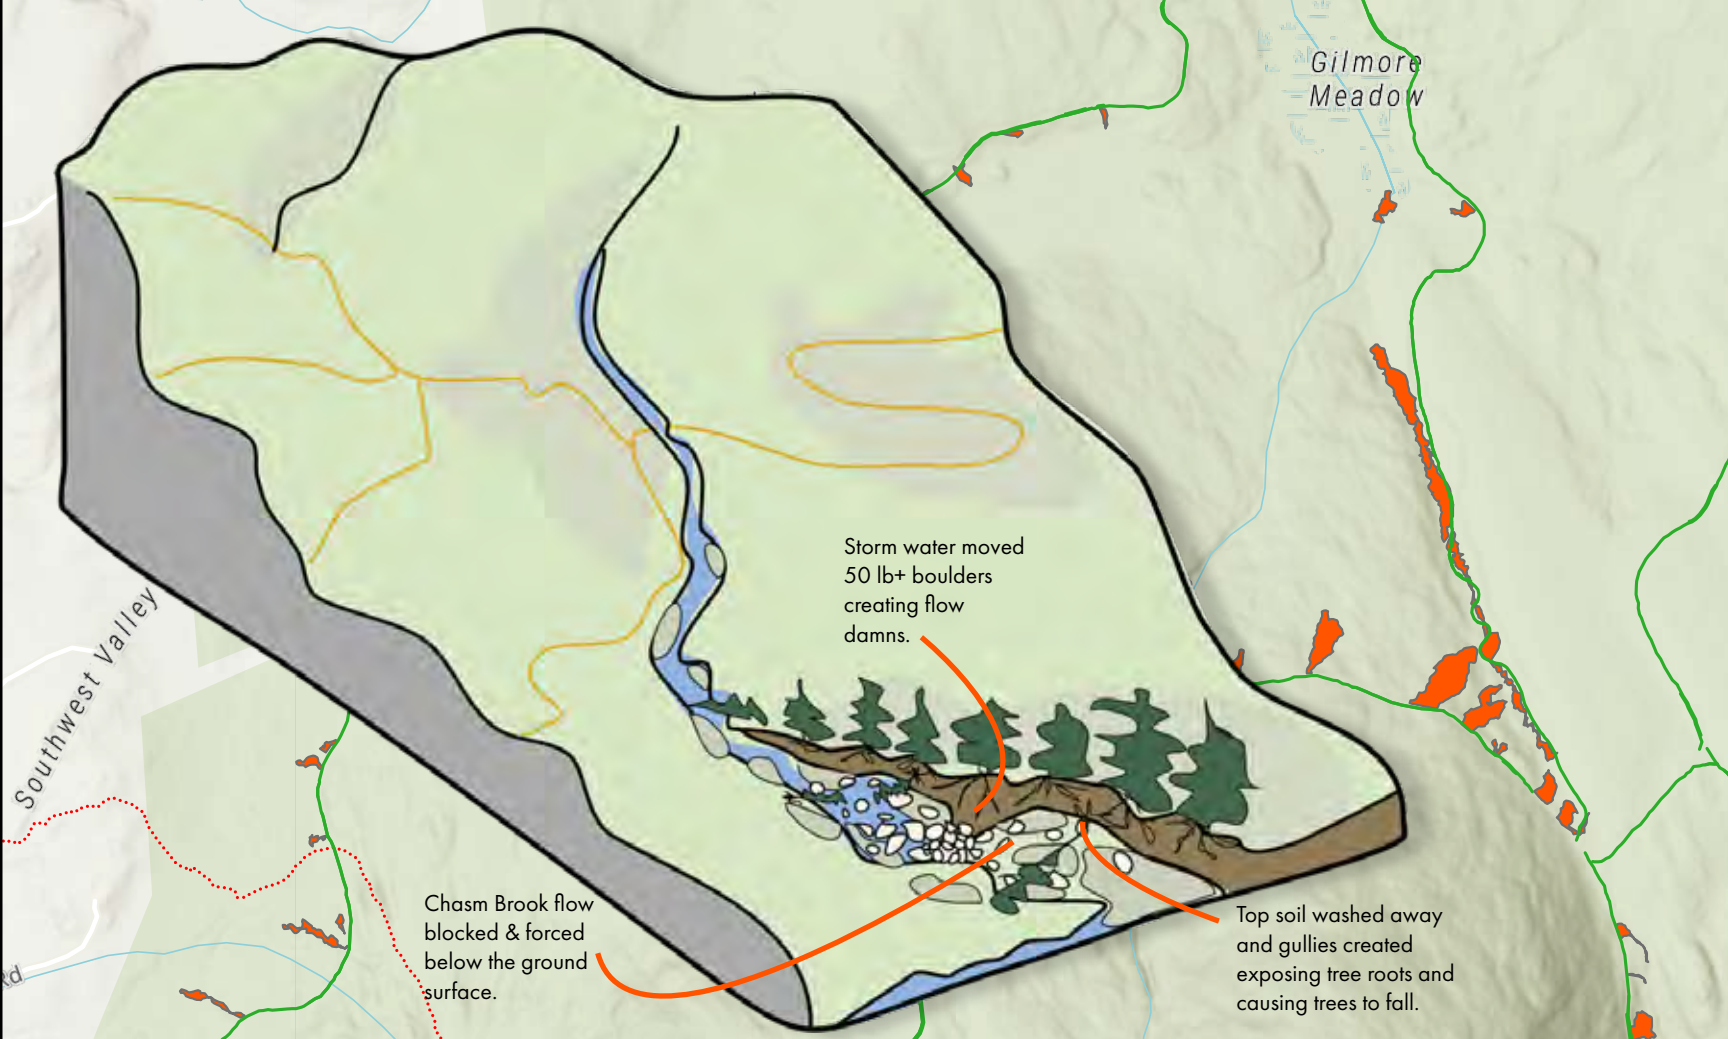 Gilmore
Meadow
Storm water moved
50 lb+ boulders
creating flow
damns.
Southwest Valley
Chasm Brook flow
blocked & forced
below the ground
surface.
Top soil washed away
and gullies created
exposing tree roots and
causing trees to fall.
Rd